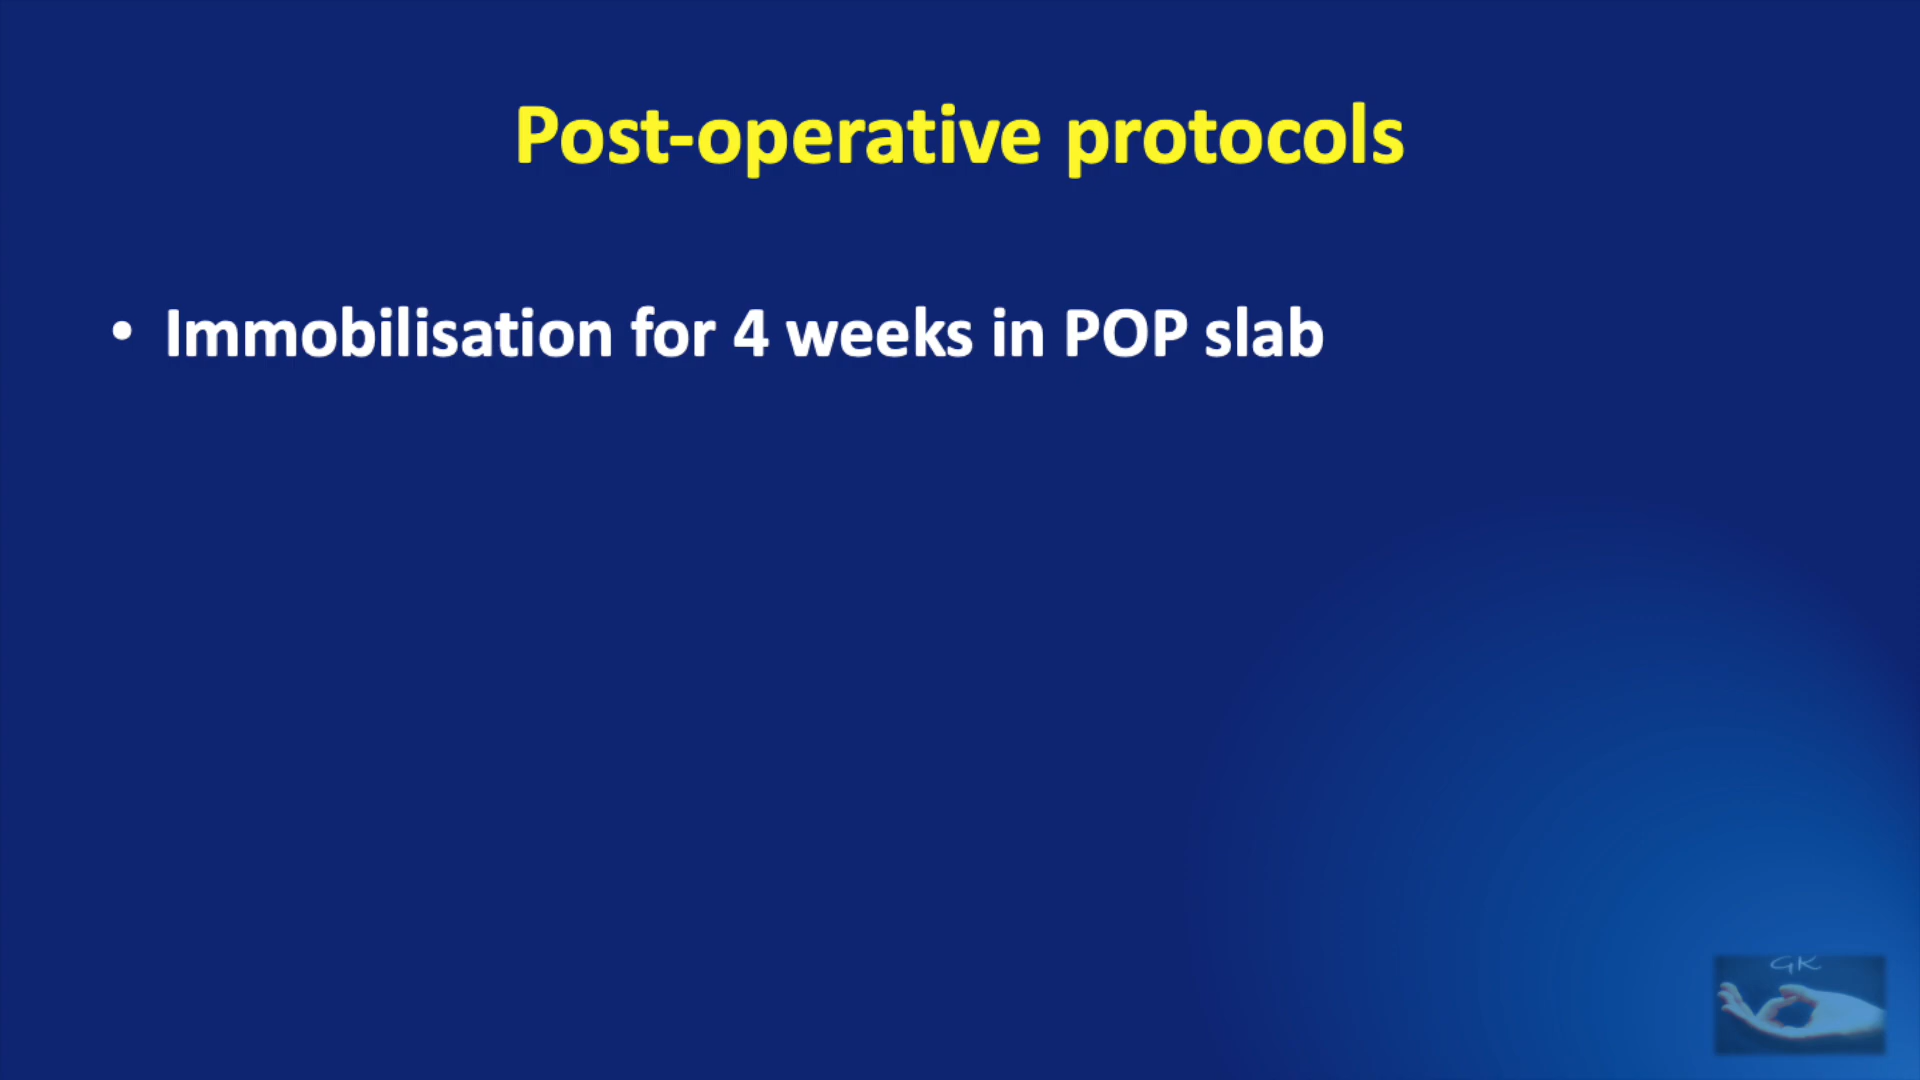 Post-operative protocols
• Immobilisation for 4 weeks in POP slab
GK